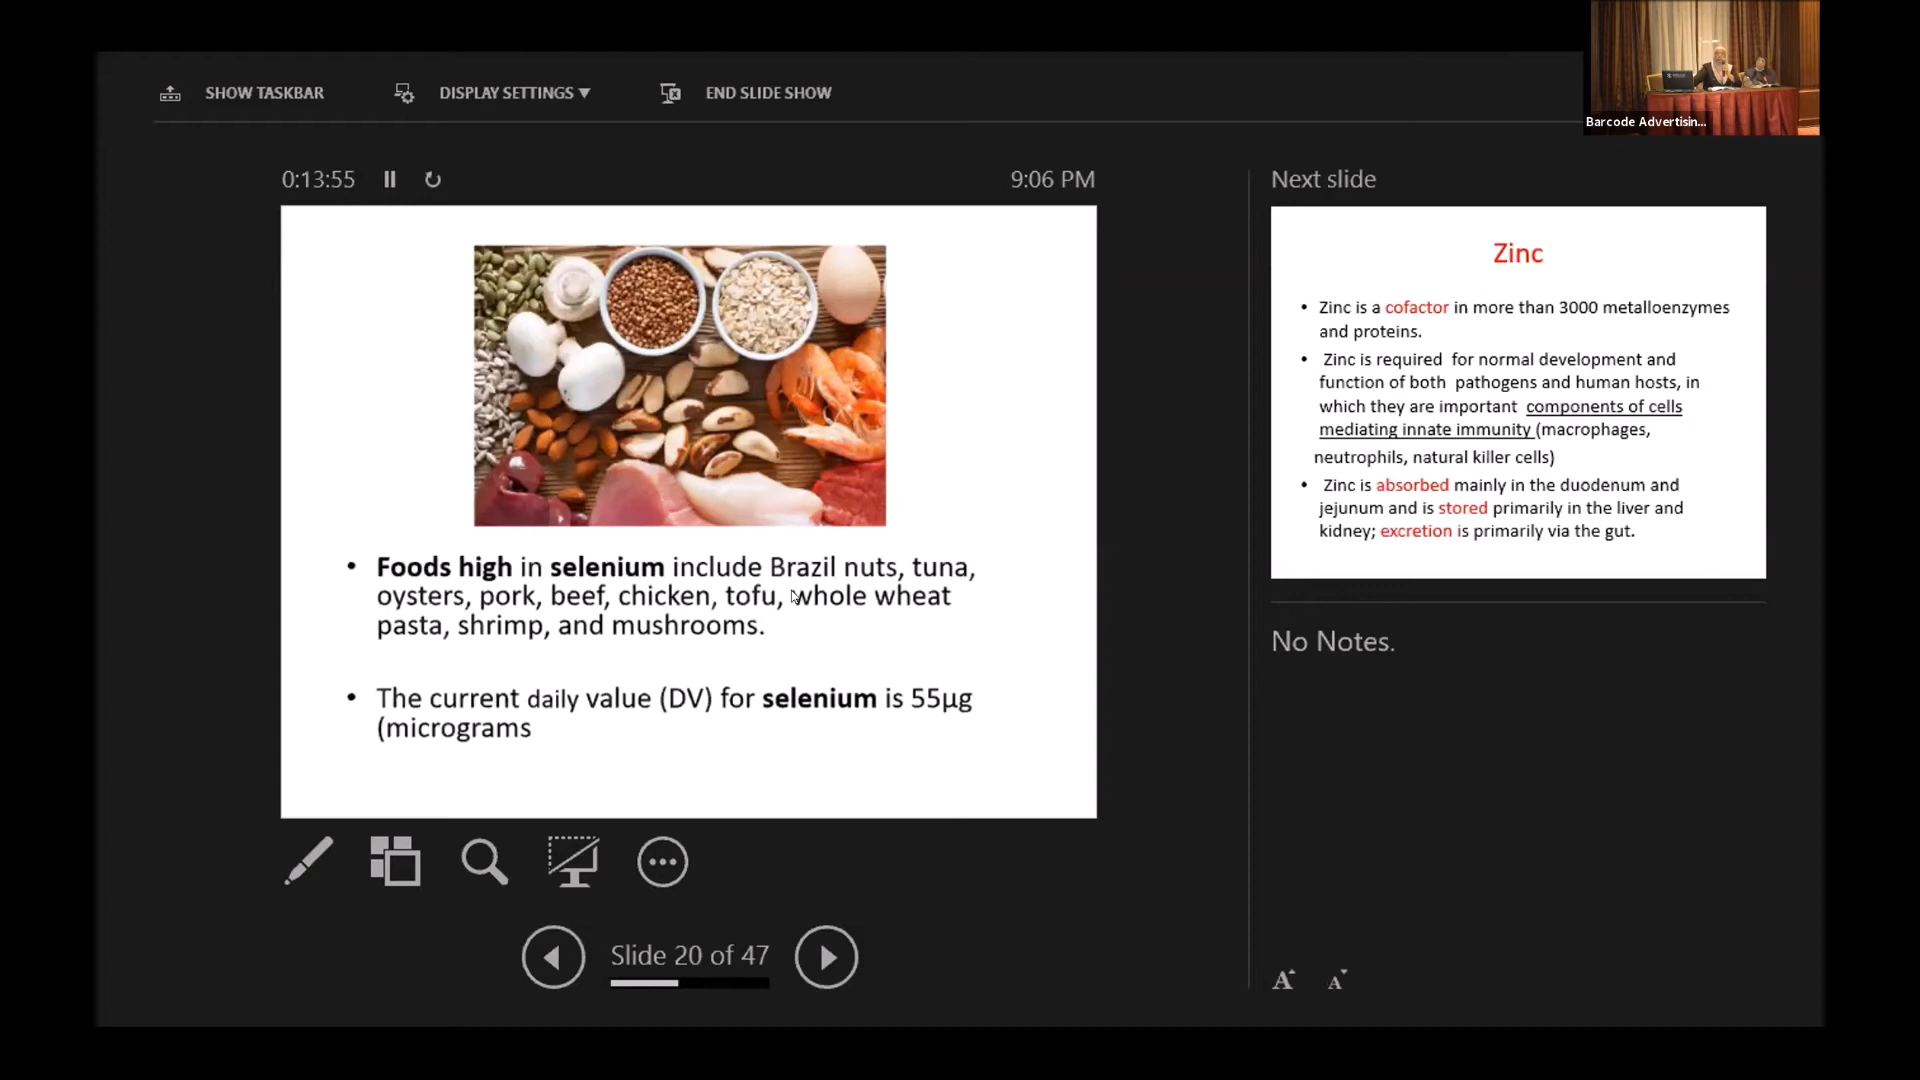 SHOW TASKBAR
DISPLAY SETTINGS ▼
END SLIDE SHOW
Barcode Advertisin...
0:13:55
9:06 PM
Foods high in selenium include Brazil nuts, tuna,
oysters, pork, beef, chicken, tofu, whole wheat
pasta, shrimp, and mushrooms.
The current daily value (DV) for selenium is 55µg
(micrograms
Slide 20 of 47
Next slide
Zinc
Zinc is a cofactor in more than 3000 metalloenzymes
and proteins.
Zinc is required for normal development and
function of both pathogens and human hosts, in
which they are important components of cells
mediating innate immunity (macrophages,
neutrophils, natural killer cells)
Zinc is absorbed mainly in the duodenum and
jejunum and is stored primarily in the liver and
kidney; excretion is primarily via the gut.
No Notes.
A A